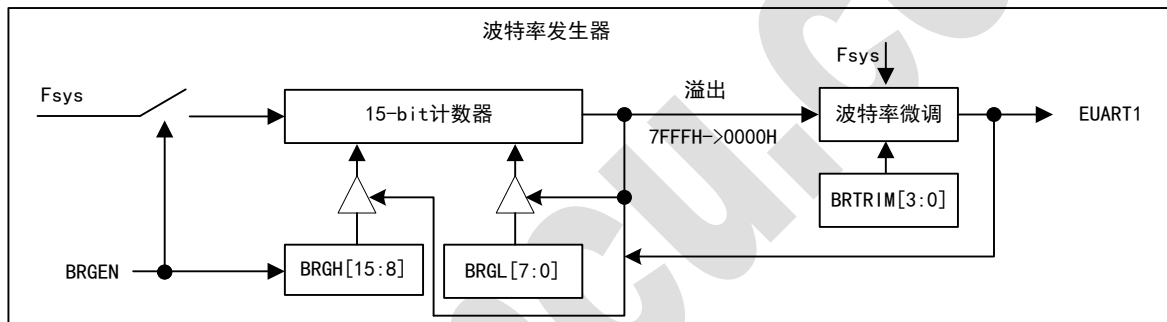 波特率发生器
Fsys
Fsys
15-bit计数器
溢出
7FFFH->0000H
波特率微调
EUART1
BRTRIM[3:0]
BRGEN
BRGH[15:8]
BRGL[7:0]